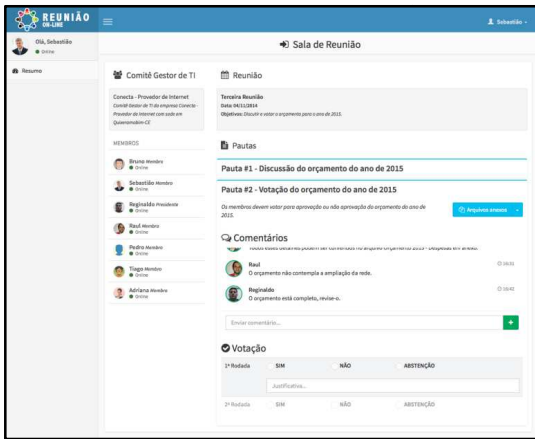 REUNIÃO
ON-LINE
Sebastião
Olá, Sebastião
Online
Sala de Reunião
Resumo
Comitê Gestor de TI
Conecta - Provedor de Internet
Comitê Gestor de TI da empresa Conecta -
Provedor de Internet com sede em
Quixeramobim-CE
MEMBROS
Bruno Membro
Online
Sebastião Membro
Online
Reginaldo Presidente
Online
Raul Membro
Online
Pedro Membro
Online
Tiago Membro
Online
Adriana Membro
Online
Reunião
Terceira Reunião
Data: 04/11/2014
Objetivos: Discutir e votar o orçamento para o ano de 2015.
Pautas
Pauta #1 - Discussão do orçamento do ano de 2015
Pauta #2 - Votação do orçamento do ano de 2015
Os membros devem votar para aprovação ou não aprovação do orçamento do ano de
2015.
Arquivos anexos
Comentários
Raul
O orçamento não contempla a ampliação da rede.
Reginaldo
O orçamento está completo, revise-o.
Enviar comentário...
Votação
1ª Rodada SIM NÃO ABSTENÇÃO
Justificativa...
2ª Rodada SIM NÃO ABSTENÇÃO